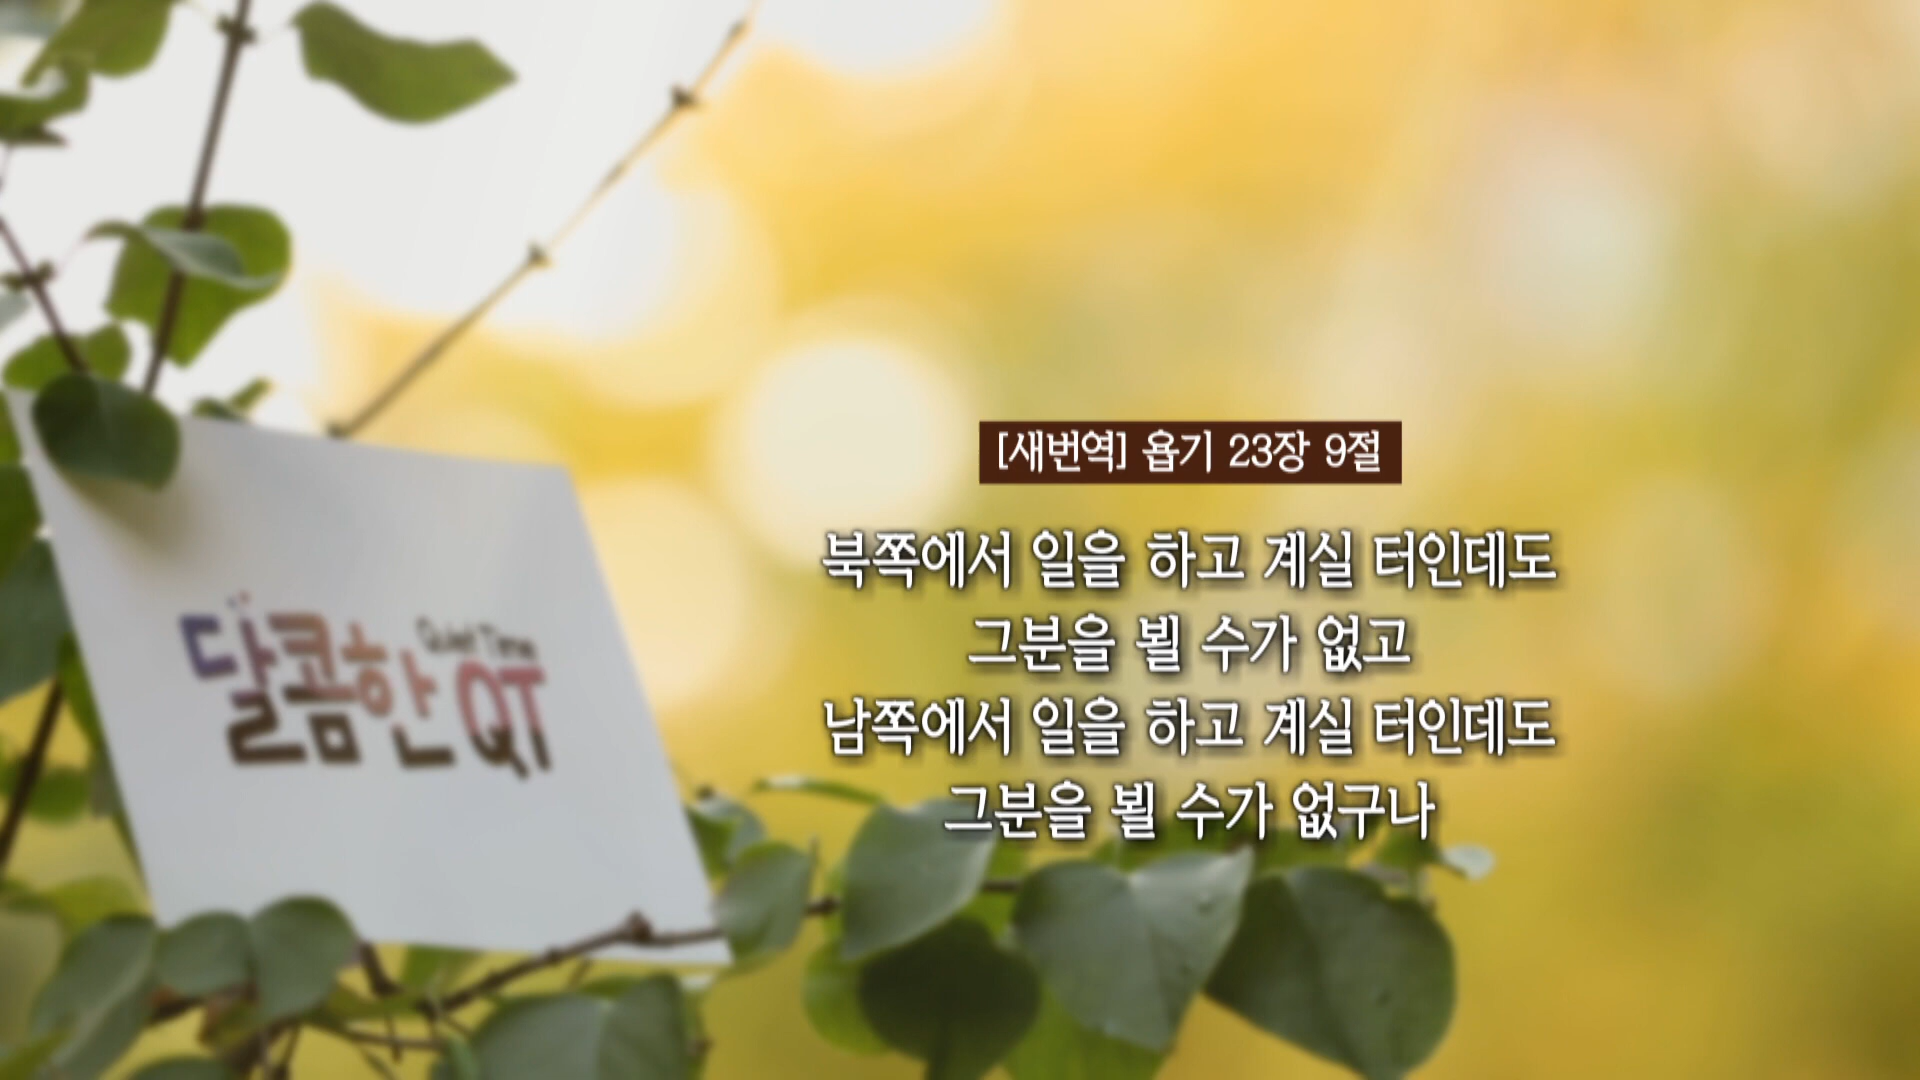 [새번역] 욥기 23장 9절
북쪽에서 일을 하고 계실 터인데도
그분을 뵐 수가 없고
남쪽에서 일을 하고 계실 터인데도
그분을 뵐 수가 없구나
Quiet Time
달콤한 QT